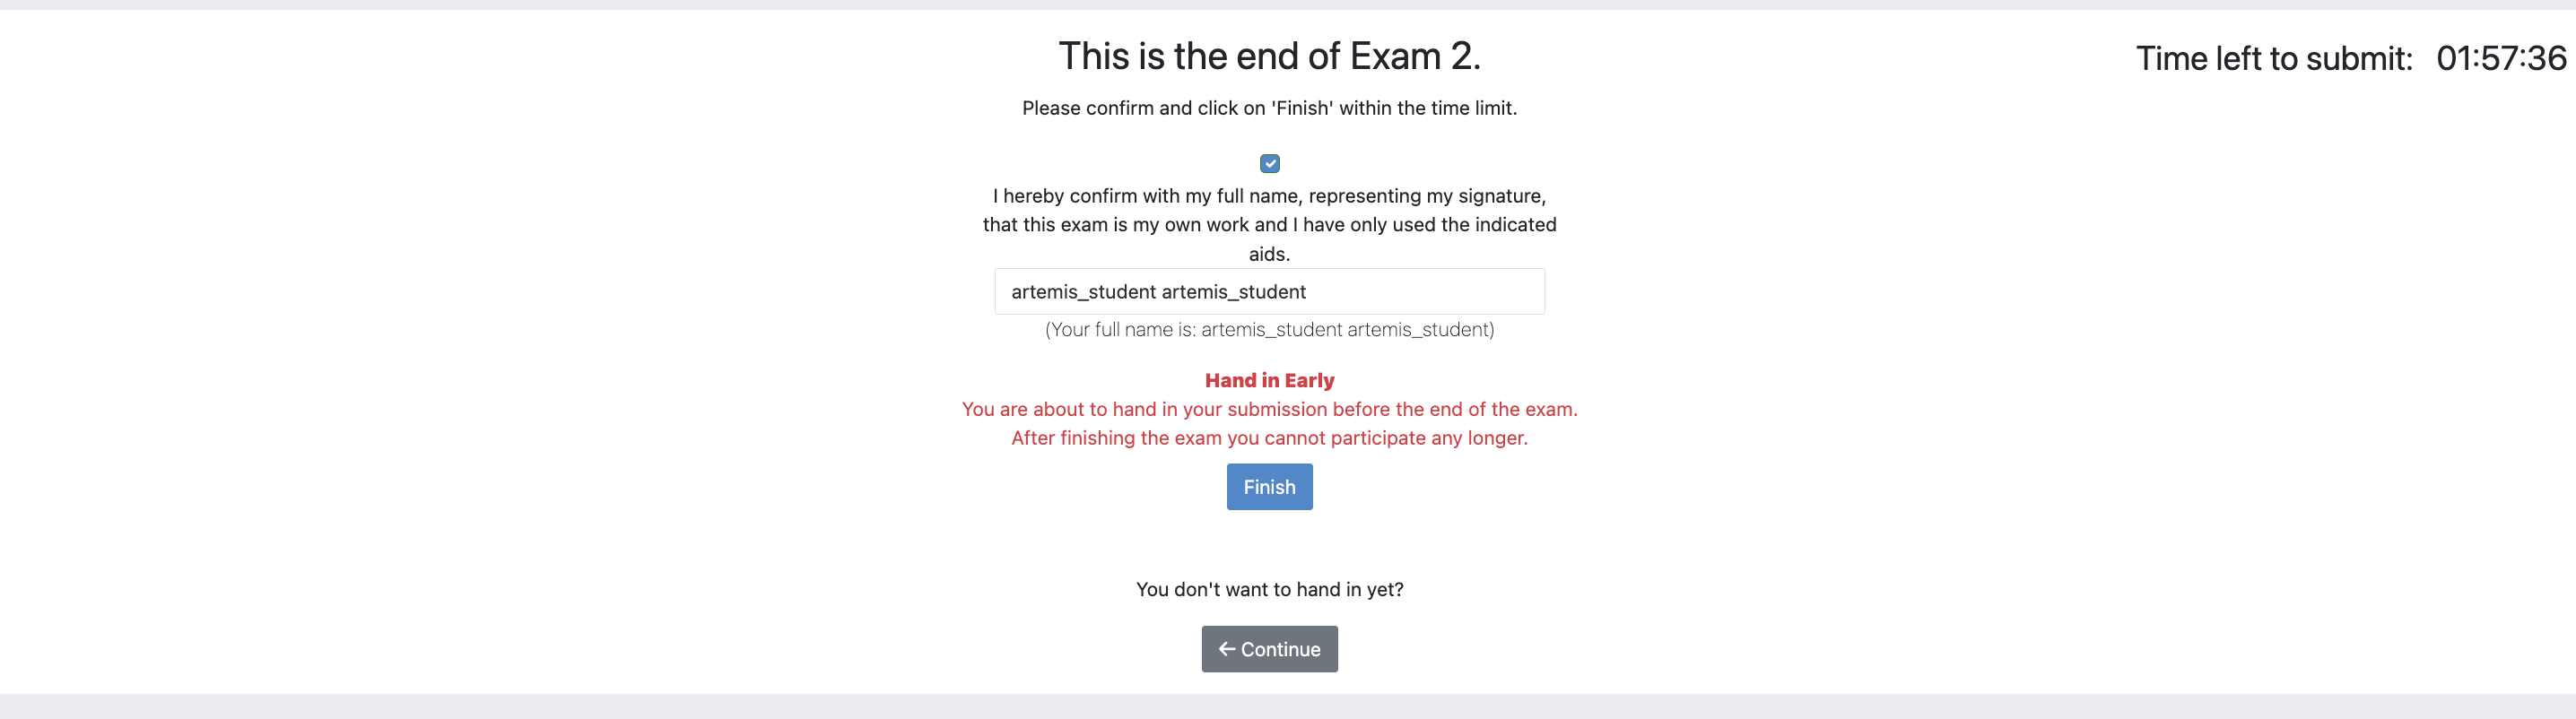 This is the end of Exam 2.
Time left to submit: 01:57:36
Please confirm and click on 'Finish' within the time limit.
I hereby confirm with my full name, representing my signature,
that this exam is my own work and I have only used the indicated
aids.
artemis_student artemis_student
(Your full name is: artemis_student artemis_student)
Hand in Early
You are about to hand in your submission before the end of the exam.
After finishing the exam you cannot participate any longer.
Finish
You don't want to hand in yet?
← Continue